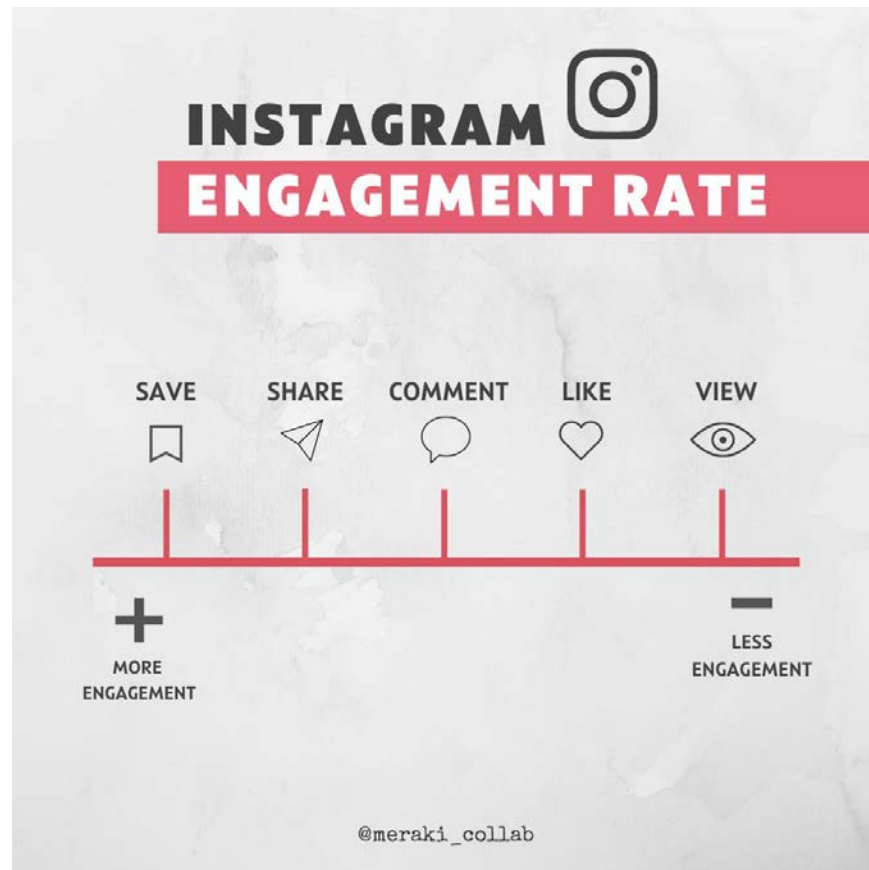 INSTAGRAM
ENGAGEMENT RATE
SAVE SHARE COMMENT LIKE VIEW
MORE
ENGAGEMENT
LESS
ENGAGEMENT
@meraki_collab